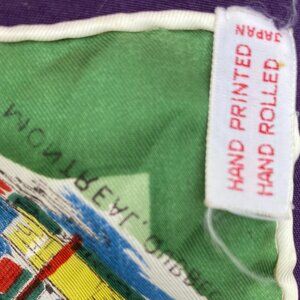 HAND PRINTED
HAND ROLLED
JAPAN
MONTREAL, QUEBEC